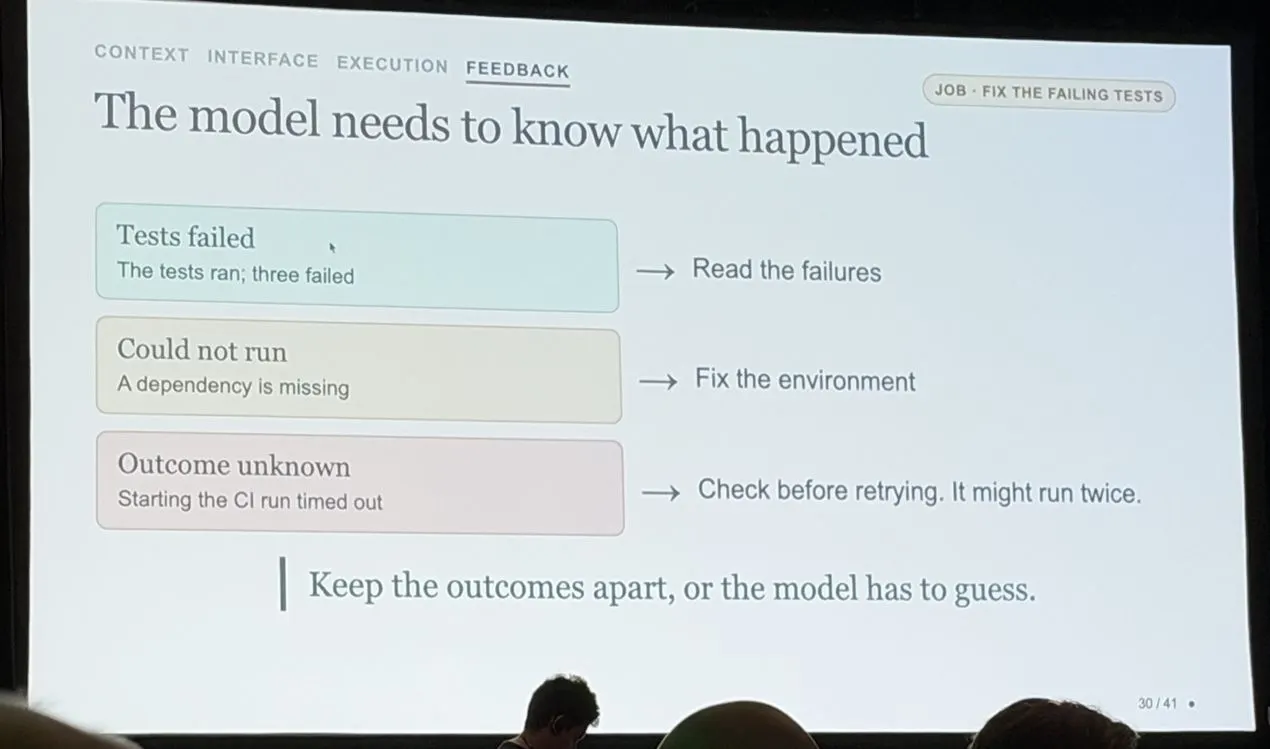 CONTEXT INTERFACE EXECUTION FEEDBACK
JOB · FIX THE FAILING TESTS
The model needs to know what happened
Tests failed
The tests ran; three failed
→ Read the failures
Could not run
A dependency is missing
→ Fix the environment
Outcome unknown
Starting the CI run timed out
→ Check before retrying. It might run twice.
Keep the outcomes apart, or the model has to guess.
30 / 41